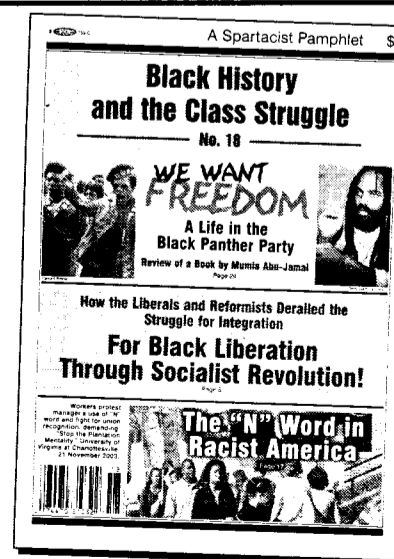 A Spartacist Pamphlet $
Black History
and the Class Struggle
No. 18
WE WANT
FREEDOM
A Life in the
Black Panther Party
Review of a Book by Mumia Abu-Jamal
How the Liberals and Reformists Derailed the
Struggle for Integration
For Black Liberation
Through Socialist Revolution!
Workers protest
manager's use of "N"
word and fight for union
recognition, demanding
"Stop the Plantation
Mentality," University of
Virginia at Charlottesville,
21 November 2003.
The "N" Word in
Racist America